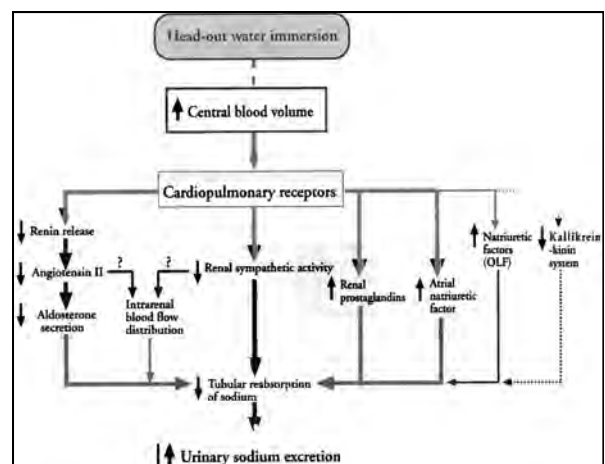 Head-out water immersion
Central blood volume
Cardiopulmonary receptors
Renin release
Angiotensin II
Aldosterone
secretion
?
?
Intrarenal
blood flow
distribution
Renal sympathetic activity
Renal
prostaglandins
Atrial
natriuretic
factor
Natriuretic
factors
(OLF)
Kallikrein
-kinin
system
Tubular reabsorption
of sodium
Urinary sodium excretion